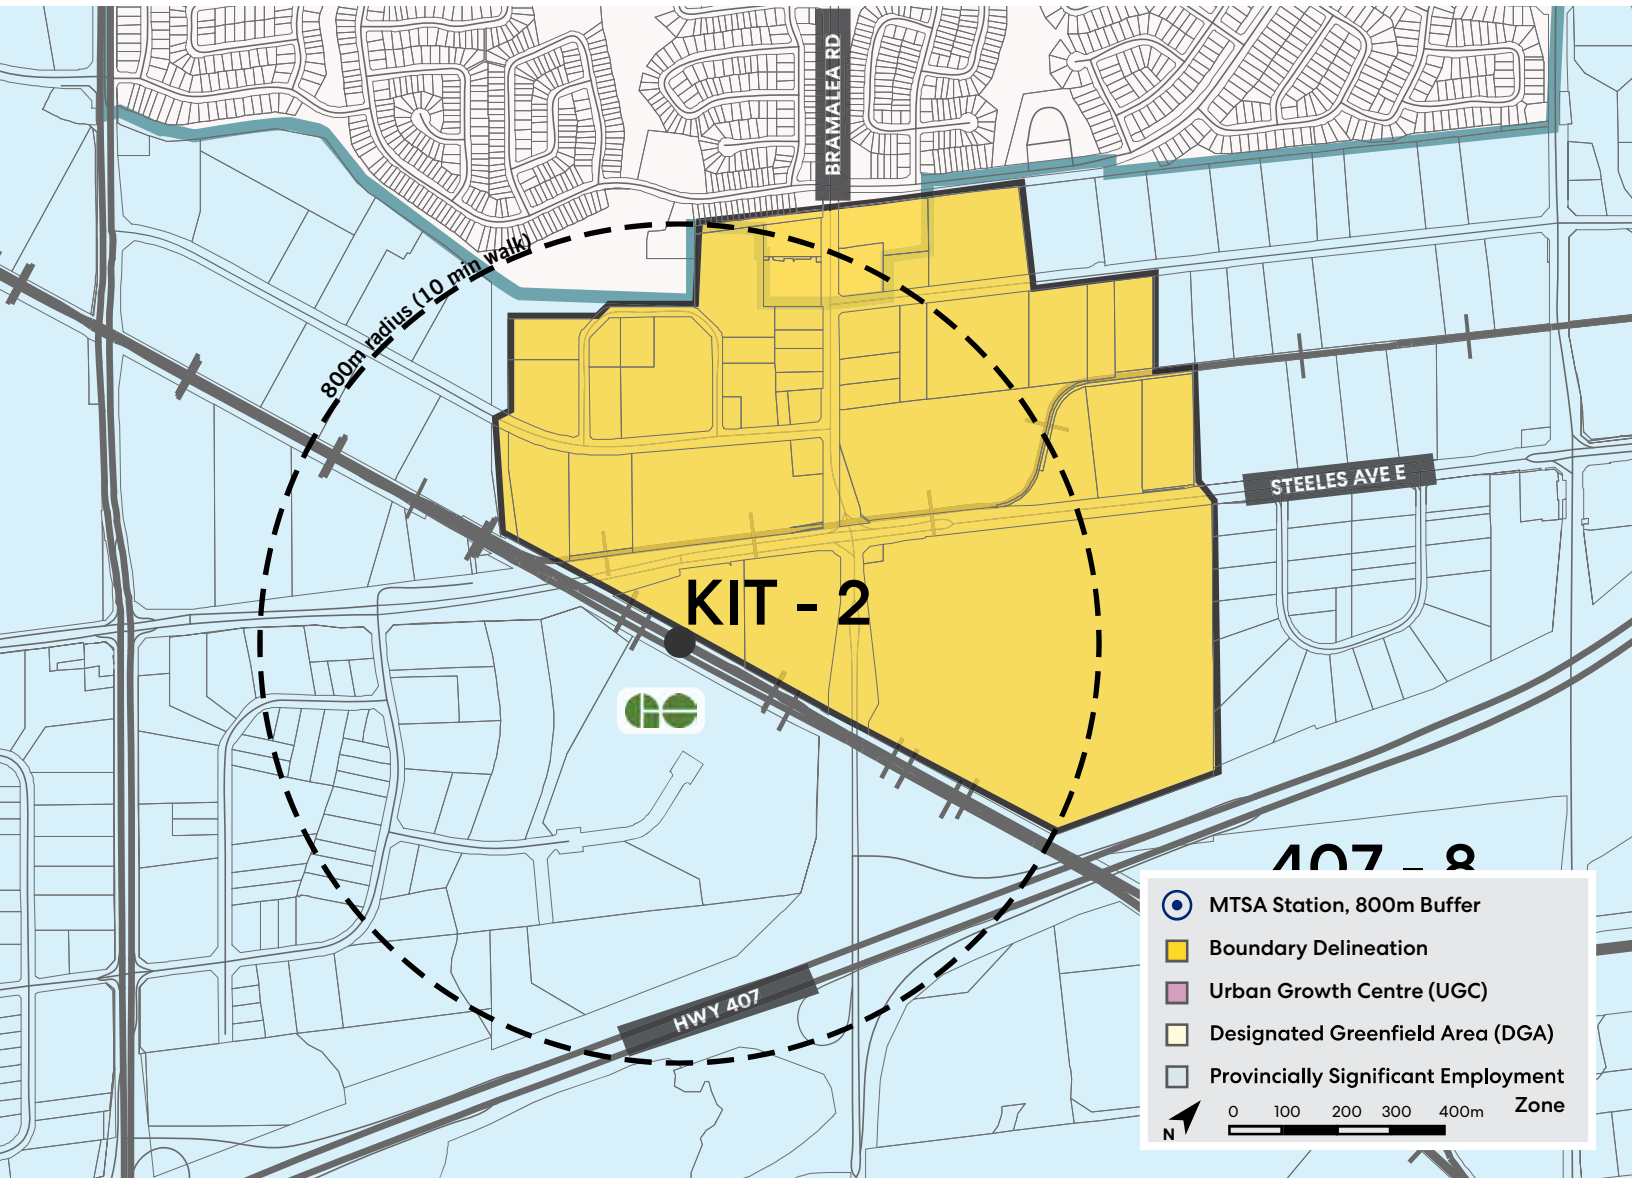 BRAMALEA RD
800m radius (10 min walk)
STEELES AVE E
KIT - 2
GO
HWY 407
407 - 8
MTSA Station, 800m Buffer
Boundary Delineation
Urban Growth Centre (UGC)
Designated Greenfield Area (DGA)
Provincially Significant Employment
Zone
N
0 100 200 300 400m